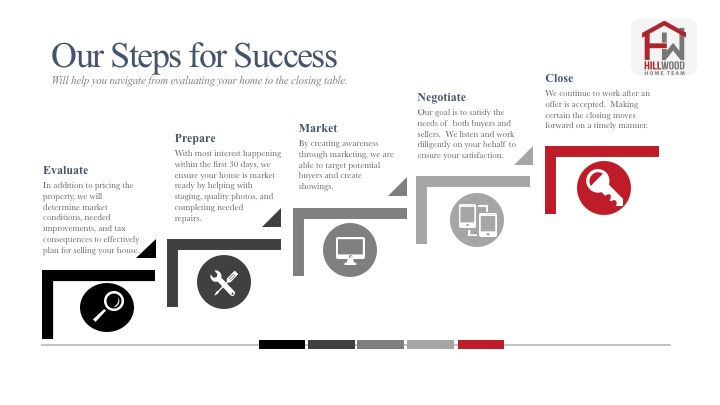 Our Steps for Success
Will help you navigate from evaluating your home to the closing table.
HILLWOOD
HOME TEAM
Evaluate
In addition to pricing the
property, we will
determine market
conditions, needed
improvements, and tax
consequences to effectively
plan for selling your house.
Prepare
With most interest happening
within the first 30 days, we
ensure your house is market
ready by helping with
staging, quality photos, and
completing needed
repairs.
Market
By creating awareness
through marketing, we are
able to target potential
buyers and create
showings.
Negotiate
Our goal is to satisfy the
needs of  both buyers and
sellers.  We listen and work
diligently on your behalf to
ensure your satisfaction.
Close
We continue to work after an
offer is accepted.  Making
certain the closing moves
forward on a timely manner.